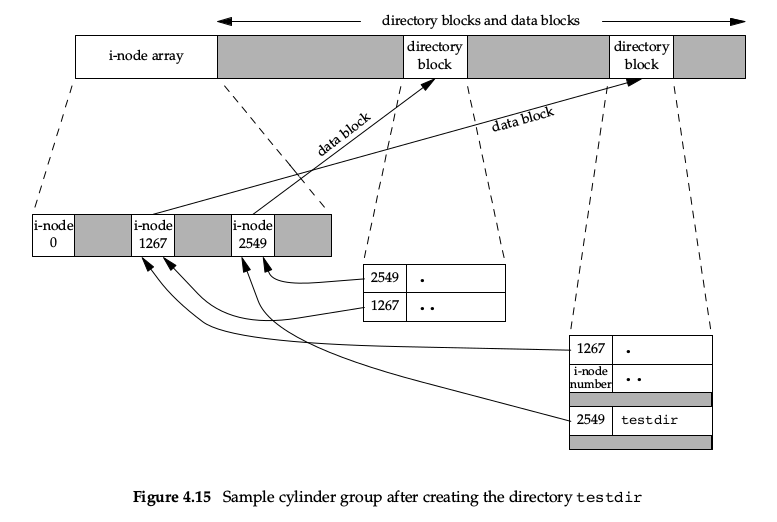 directory blocks and data blocks
i-node array
directory
block
directory
block
data block
data block
i-node
0
i-node
1267
i-node
2549
2549 .
1267 ..
1267 .
i-node
number ..
2549 testdir
Figure 4.15 Sample cylinder group after creating the directory testdir